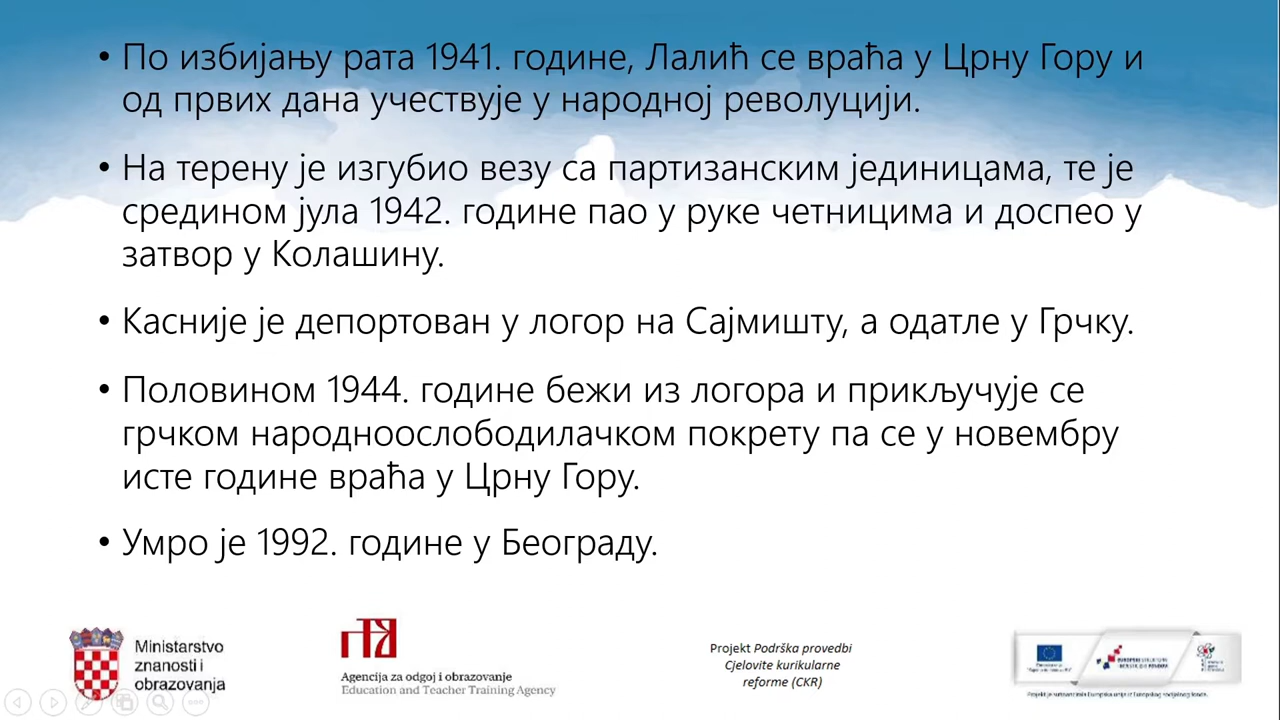 • По избијању рата 1941. године, Лалић се враћа у Црну Гору и
од првих дана учествује у народној револуцији.
• На терену је изгубио везу са партизанским јединицама, те је
средином јула 1942. године пао у руке четницима и доспео у
затвор у Колашину.
• Касније је депортован у логор на Сајмишту, а одатле у Грчку.
• Половином 1944. године бежи из логора и прикључује се
грчком народноослободилачком покрету па се у новембру
исте године враћа у Црну Гору.
• Умро је 1992. године у Београду.
Ministarstvo
znanosti i
obrazovanja
Agencija za odgoj i obrazovanje
Education and Teacher Training Agency
Projekt Podrška provedbi
Cjelovite kurikularne
reforme (CKR)